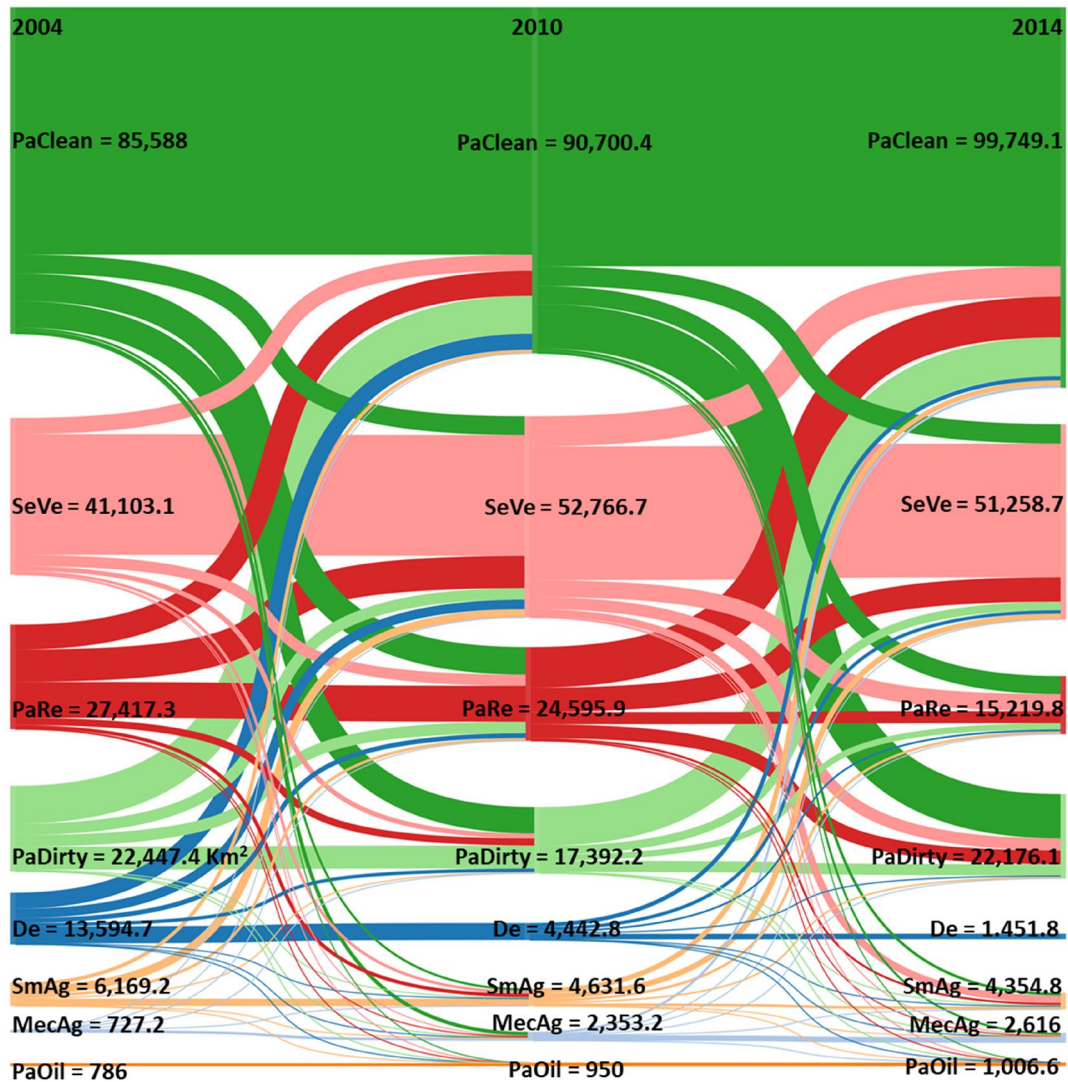 2004 2010 2014
PaClean = 85,588 PaClean = 90,700.4 PaClean = 99,749.1
SeVe = 41,103.1 SeVe = 52,766.7 SeVe = 51,258.7
PaRe = 27,417.3 PaRe = 24,595.9 PaRe = 15,219.8
PaDirty = 22,447.4 Km² PaDirty = 17,392.2 PaDirty = 22,176.1
De = 13,594.7 De = 4,442.8 De = 1.451.8
SmAg = 6,169.2 SmAg = 4,631.6 SmAg = 4,354.8
MecAg = 727.2 MecAg = 2,353.2 MecAg = 2,616
PaOil = 786 PaOil = 950 PaOil = 1,006.6